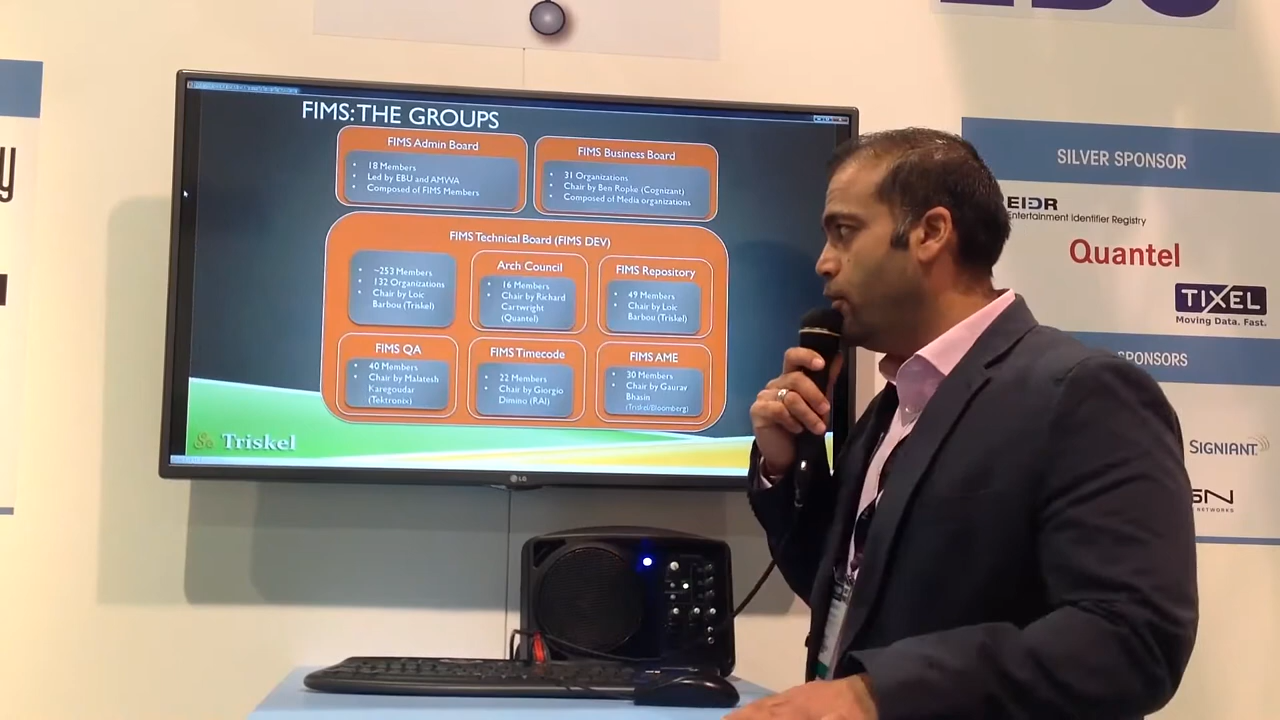 FIMS: THE GROUPS
FIMS Admin Board
• 18 Members
• Led by EBU and AMWA
• Composed of FIMS Members
FIMS Business Board
• 31 Organizations
• Chair by Ben Ropke (Cognizant)
• Composed of Media organizations
FIMS Technical Board (FIMS DEV)
• ~253 Members
• 132 Organizations
• Chair by Loic
Barbou (Triskel)
Arch Council
• 16 Members
• Chair by Richard
Cartwright
(Quantel)
FIMS Repository
• 49 Members
• Chair by Loic
Barbou (Triskel)
FIMS QA
• 40 Members
• Chair by Malatesh
Karegoudar
(Tektronix)
FIMS Timecode
• 22 Members
• Chair by Giorgio
Dimino (RAI)
FIMS AME
• 30 Members
• Chair by Gaurav
Bhasin
(Triskel/Bloomberg)
Triskel
LG
SILVER SPONSOR
EIDR
Entertainment Identifier Registry
Quantel
TIXEL
Moving Data. Fast.
SPONSORS
SIGNIANT
NETWORKS